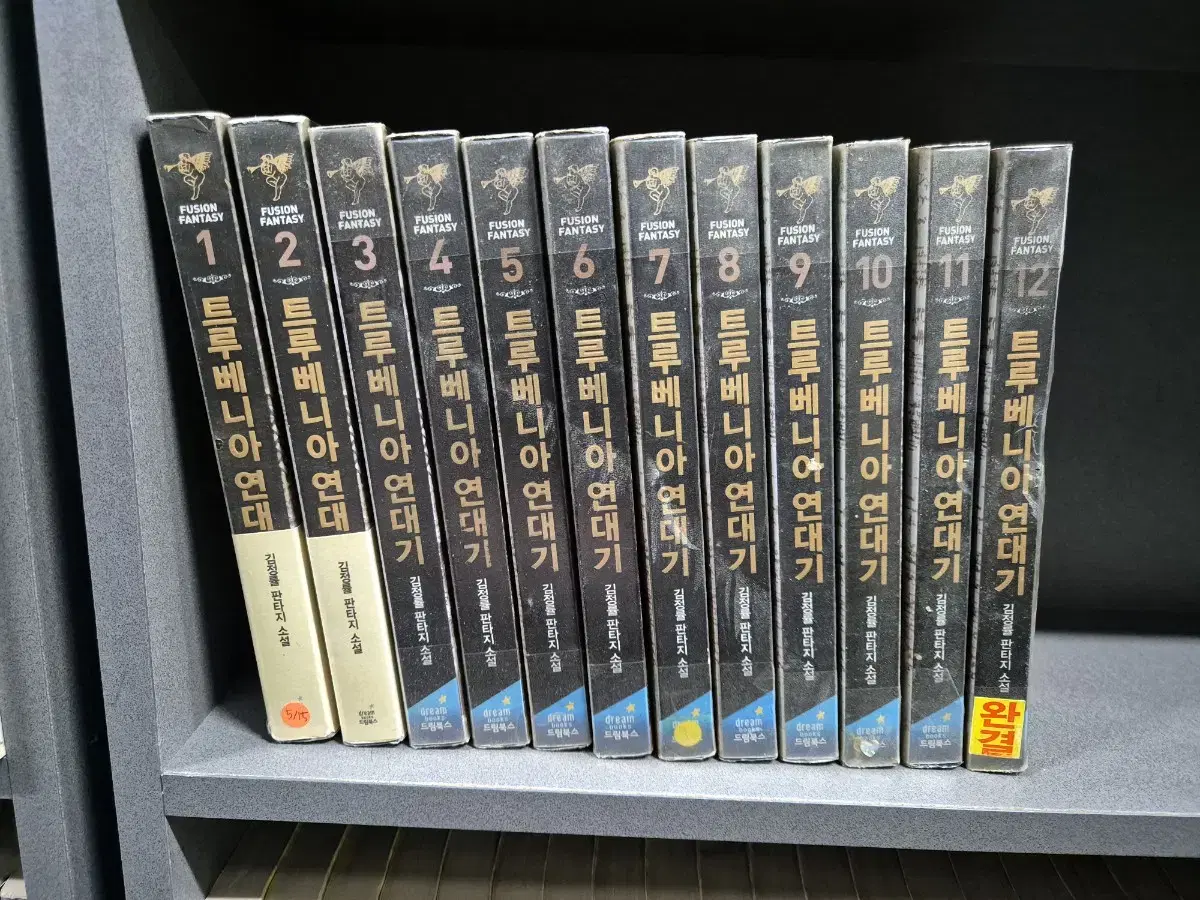 FUSION
FANTASY
1
트루베니아 연대
김정률 판타지 소설
5/15
FUSION
FANTASY
2
트루베니아 연대
김정률 판타지 소설
dream
books
드림북스
FUSION
FANTASY
3
트루베니아 연대기
김정률 판타지 소설
dream
books
드림북스
FUSION
FANTASY
4
트루베니아 연대기
김정률 판타지 소설
dream
books
드림북스
FUSION
FANTASY
5
트루베니아 연대기
김정률 판타지 소설
dream
books
드림북스
FUSION
FANTASY
6
트루베니아 연대기
김정률 판타지 소설
dream
books
드림북스
FUSION
FANTASY
7
트루베니아 연대기
김정률 판타지 소설
드림북스
FUSION
FANTASY
8
트루베니아 연대기
김정률 판타지 소설
dream
books
드림북스
FUSION
FANTASY
9
트루베니아 연대기
김정률 판타지 소설
dream
books
드림북스
FUSION
FANTASY
10
트루베니아 연대기
김정률 판타지 소설
FUSION
FANTASY
11
트루베니아 연대기
김정률 판타지 소설
dream
books
드림북스
FUSION
FANTASY
12
트루베니아 연대기
김정률 판타지 소설
완결